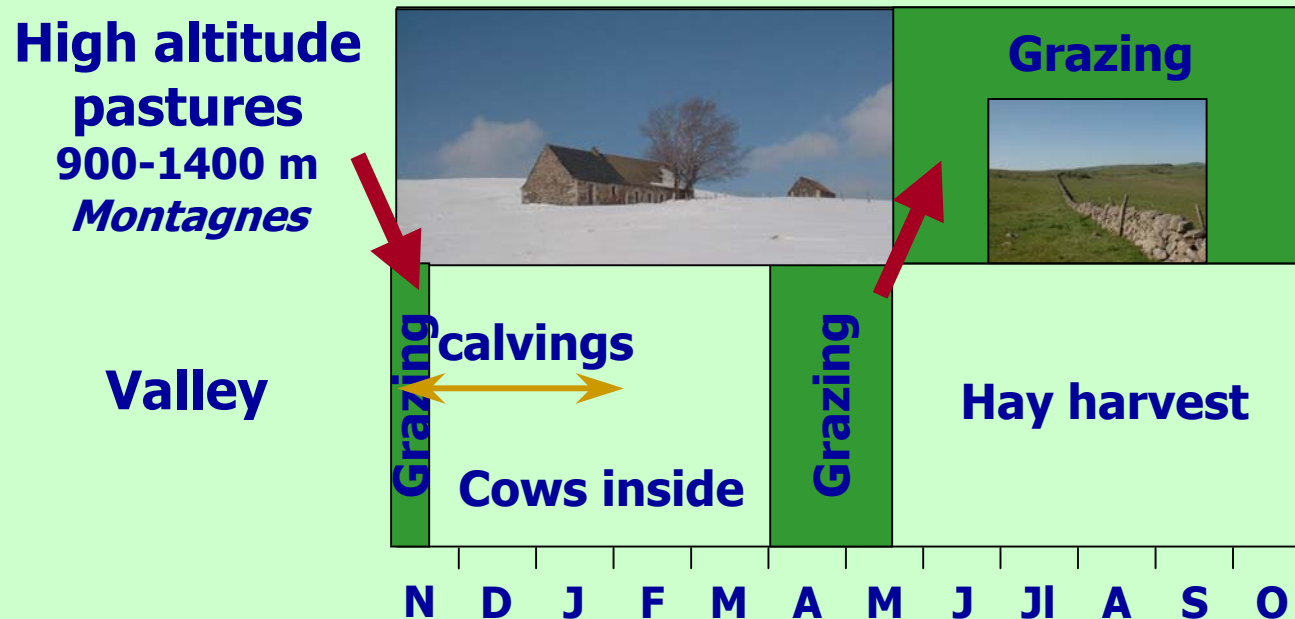 High altitude
pastures
900-1400 m
Montagnes
Grazing
Valley
Grazing
calvings
Cows inside
Grazing
Hay harvest
N D J F M A M J Jl A S O